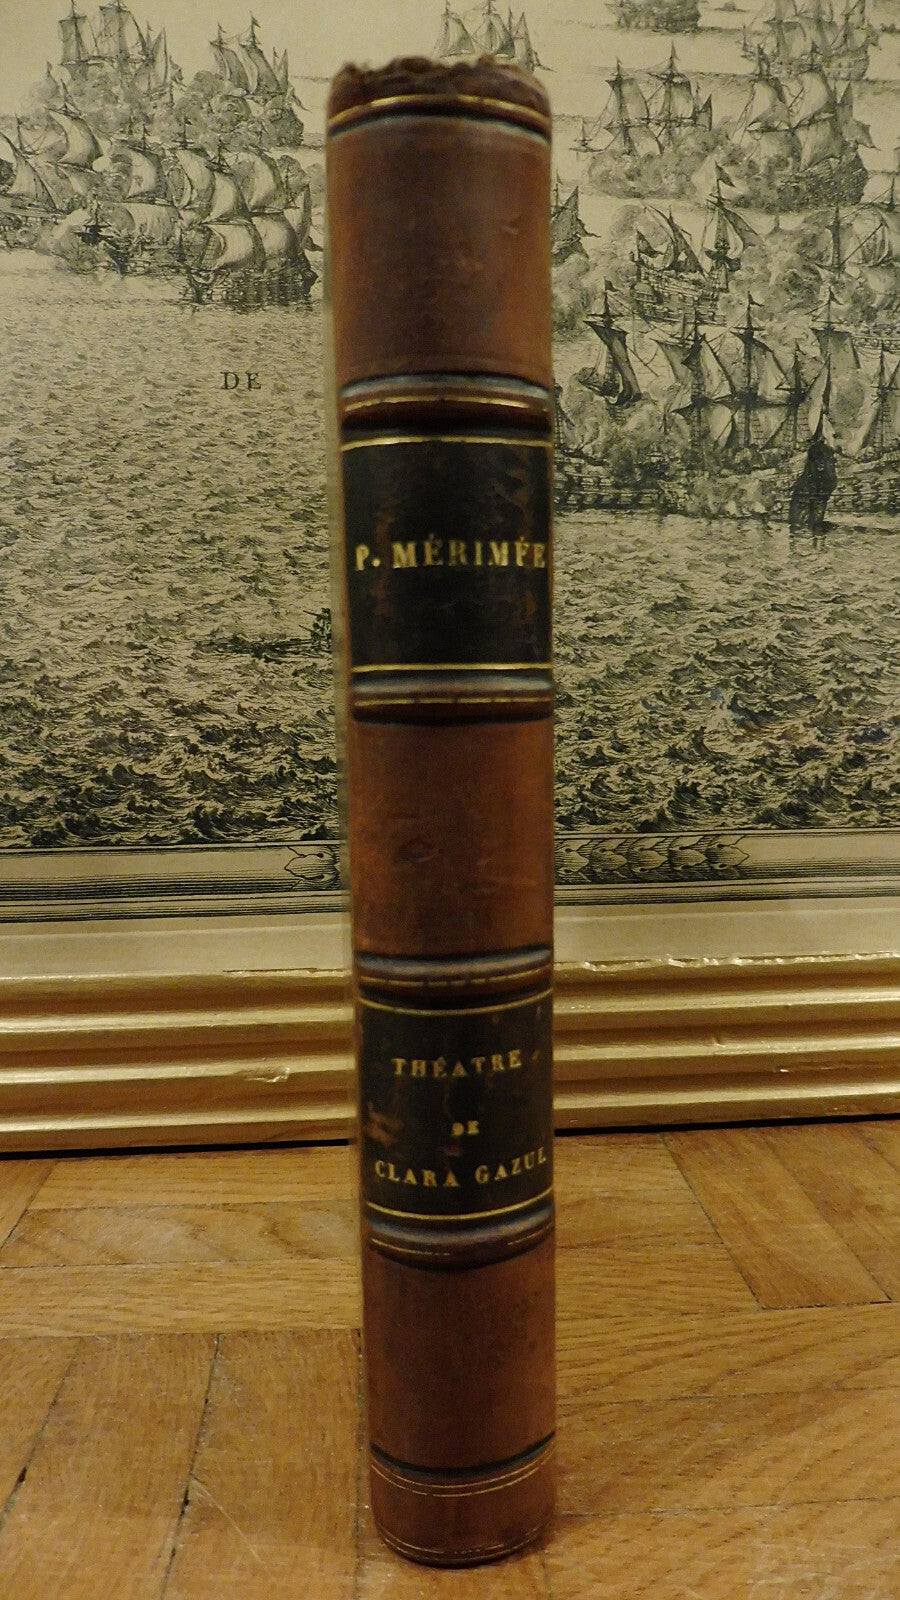 DE
P. MÉRIMÉE
THÉATRE
DE
CLARA GAZUL